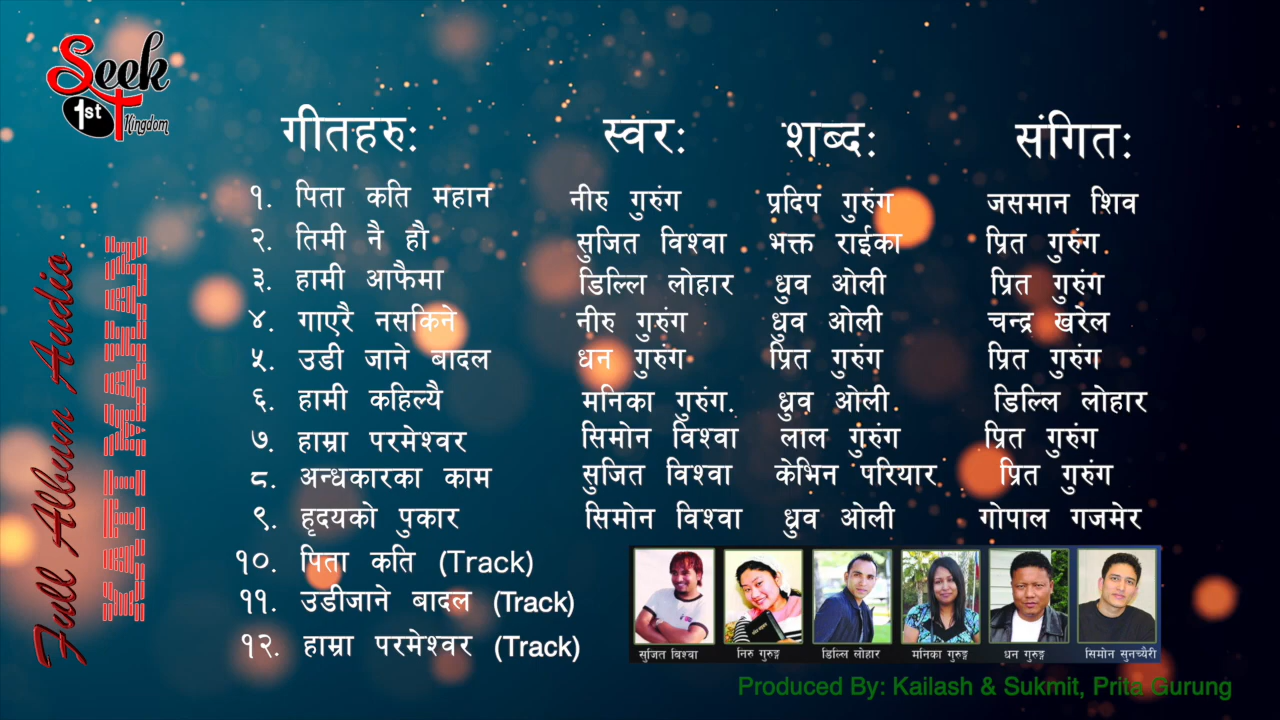 Seek
1st
Kingdom
Full Album Audio
KATI MAHAAN
गीतहरु: स्वर: शब्द: संगित:
१. पिता कति महान नीरु गुरुंग प्रदिप गुरुंग जसमान शिव
२. तिमी नै हौ सुजित विश्वा भक्त राईका प्रित गुरुंग
३. हामी आफैमा डिल्लि लोहार धुव ओली प्रित गुरुंग
४. गाएरै नसकिने नीरु गुरुंग धुव ओली चन्द्र खरेल
५. उडी जाने बादल धन गुरुंग प्रित गुरुंग प्रित गुरुंग
६. हामी कहिल्यै मनिका गुरुंग. ध्रुव ओली. डिल्लि लोहार
७. हाम्रा परमेश्वर सिमोन विश्वा लाल गुरुंग प्रित गुरुंग
८. अन्धकारका काम सुजित विश्वा केभिन परियार प्रित गुरुंग
९. हृदयको पुकार सिमोन विश्वा ध्रुव ओली गोपाल गजमेर
१०. पिता कति (Track)
११. उडीजाने बादल (Track)
१२. हाम्रा परमेश्वर (Track)
सुजित विश्वा निरु गुरुङ्ग डिल्लि लोहार मनिका गुरुङ्ग धन गुरुङ्ग सिमोन सुनच्यैरी
Produced By: Kailash & Sukmit, Prita Gurung